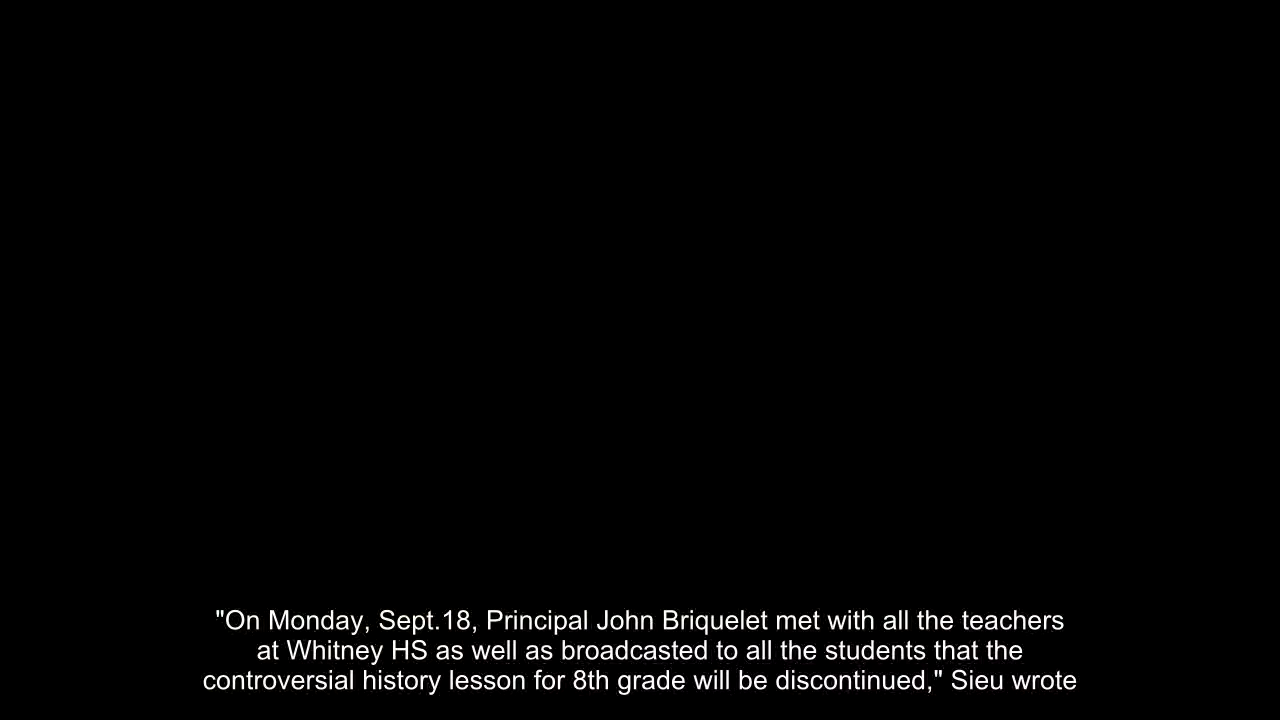 "On Monday, Sept.18, Principal John Briquelet met with all the teachers
at Whitney HS as well as broadcasted to all the students that the
controversial history lesson for 8th grade will be discontinued," Sieu wrote